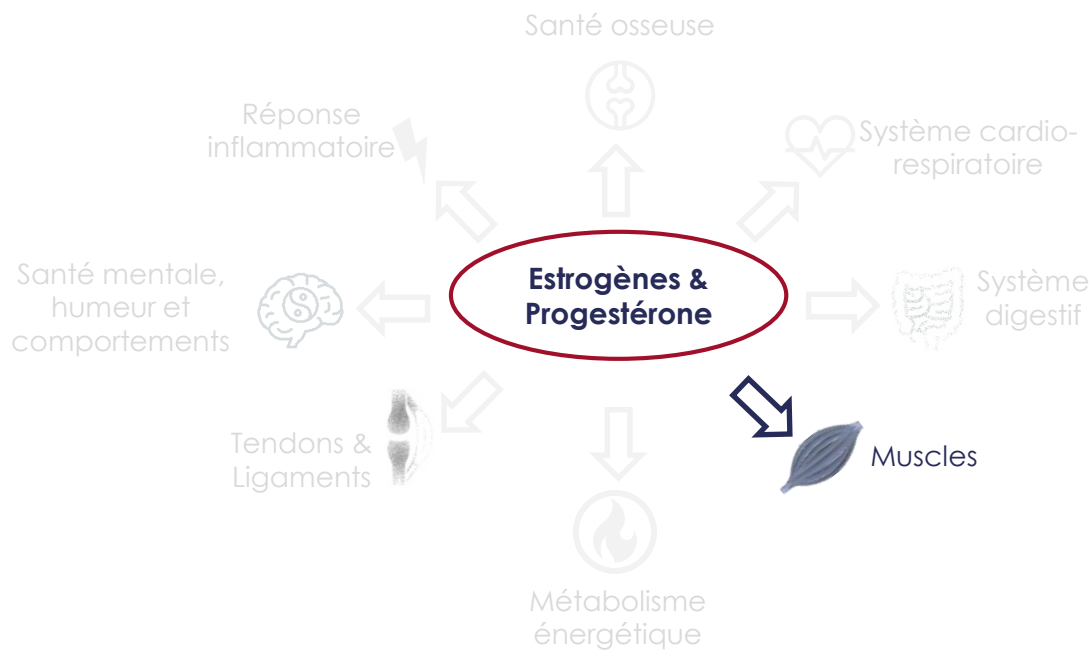 Santé osseuse
Réponse
inflammatoire
Système cardio-
respiratoire
Santé mentale,
humeur et
comportements
Estrogènes &
Progestérone
Système
digestif
Tendons &
Ligaments
Muscles
Métabolisme
énergétique